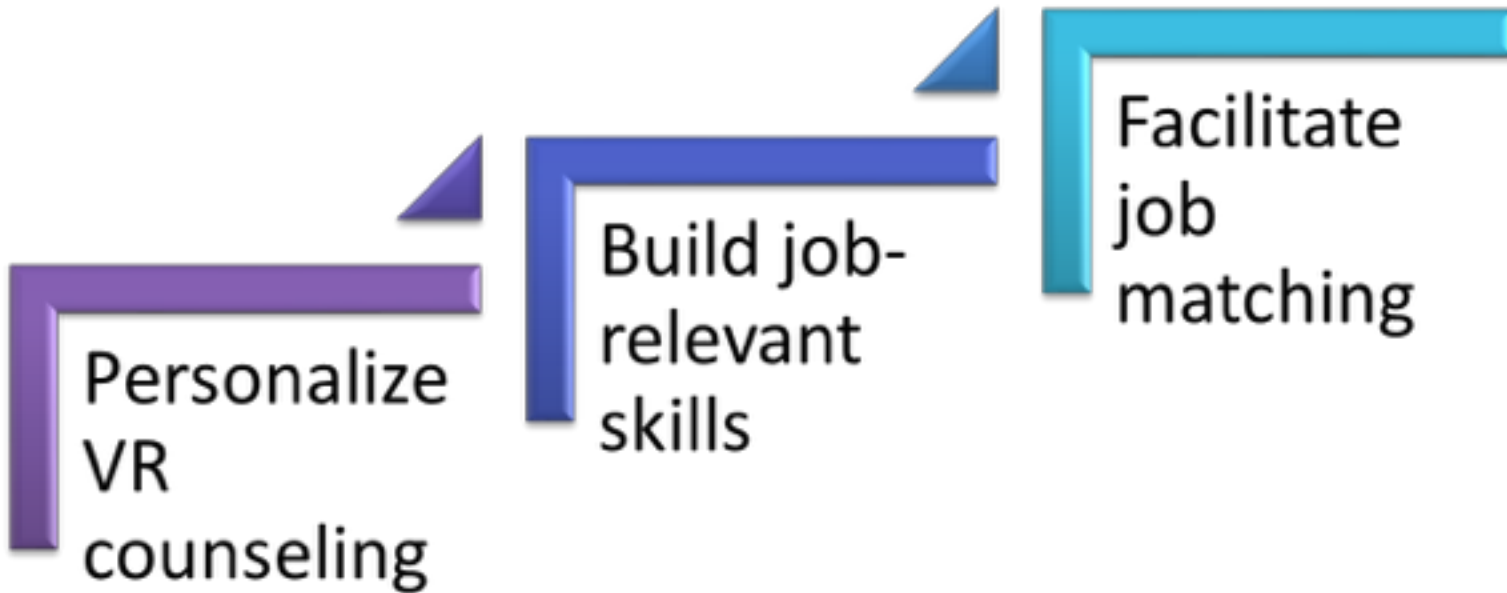 Personalize
VR
counseling
Build job-
relevant
skills
Facilitate
job
matching